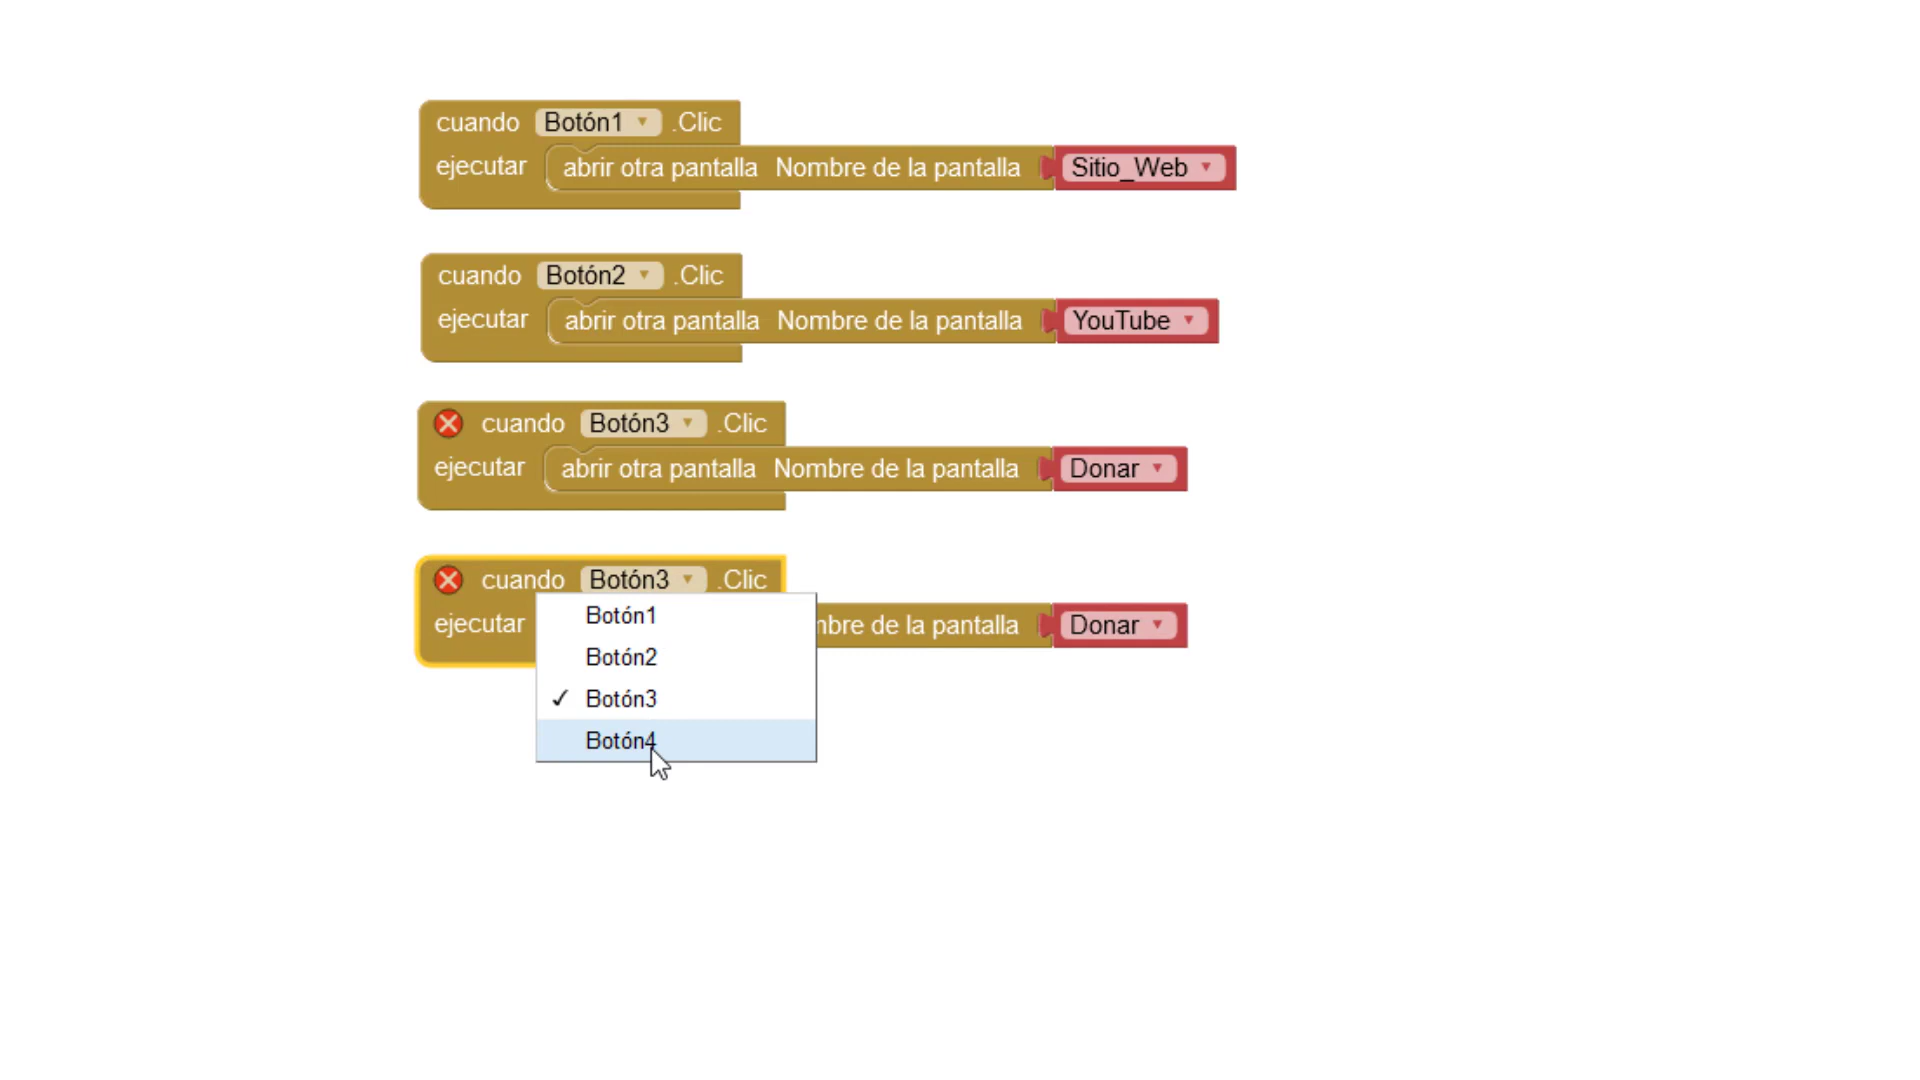 cuando Botón1 .Clic
ejecutar abrir otra pantalla Nombre de la pantalla Sitio_Web
cuando Botón2 .Clic
ejecutar abrir otra pantalla Nombre de la pantalla YouTube
cuando Botón3 .Clic
ejecutar abrir otra pantalla Nombre de la pantalla Donar
cuando Botón3 .Clic
ejecutar de la pantalla Donar
Botón1
Botón2
✓ Botón3
Botón4